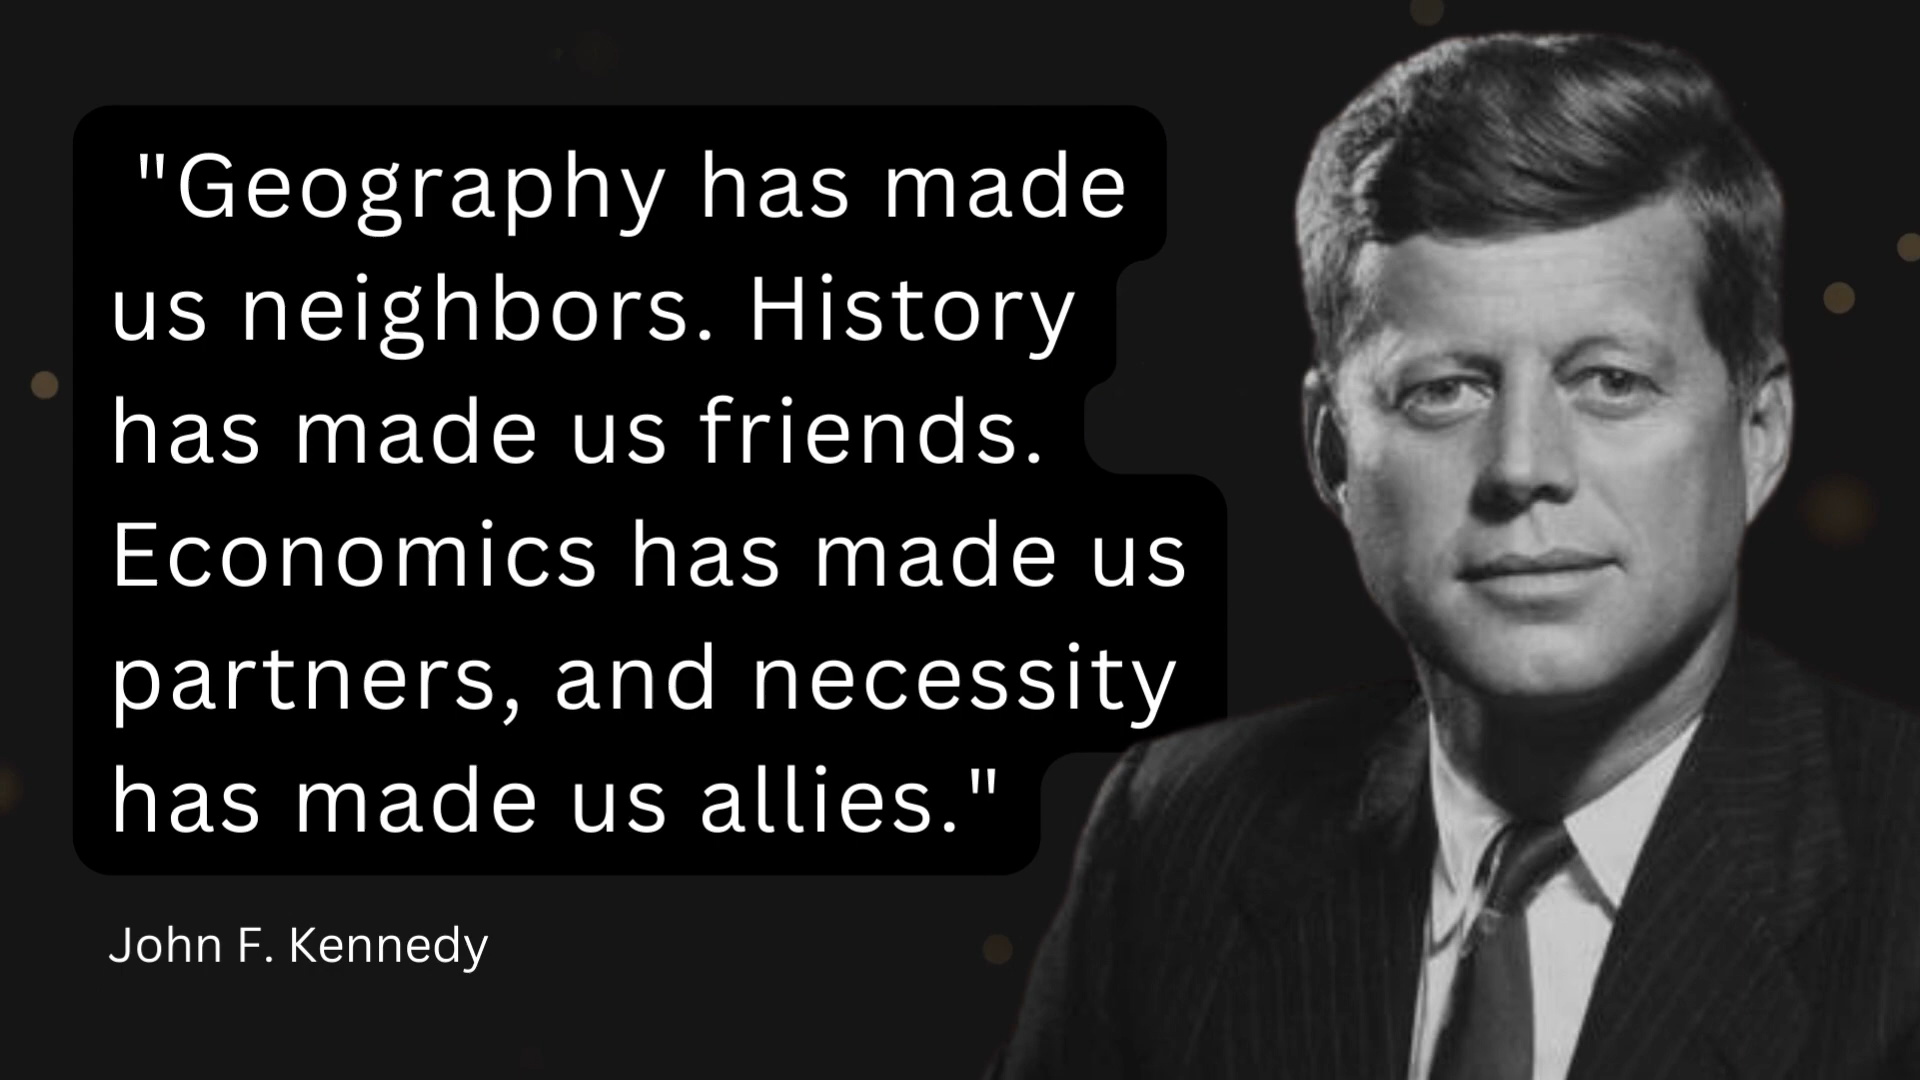 "Geography has made
us neighbors. History
has made us friends.
Economics has made us
partners, and necessity
has made us allies."
John F. Kennedy